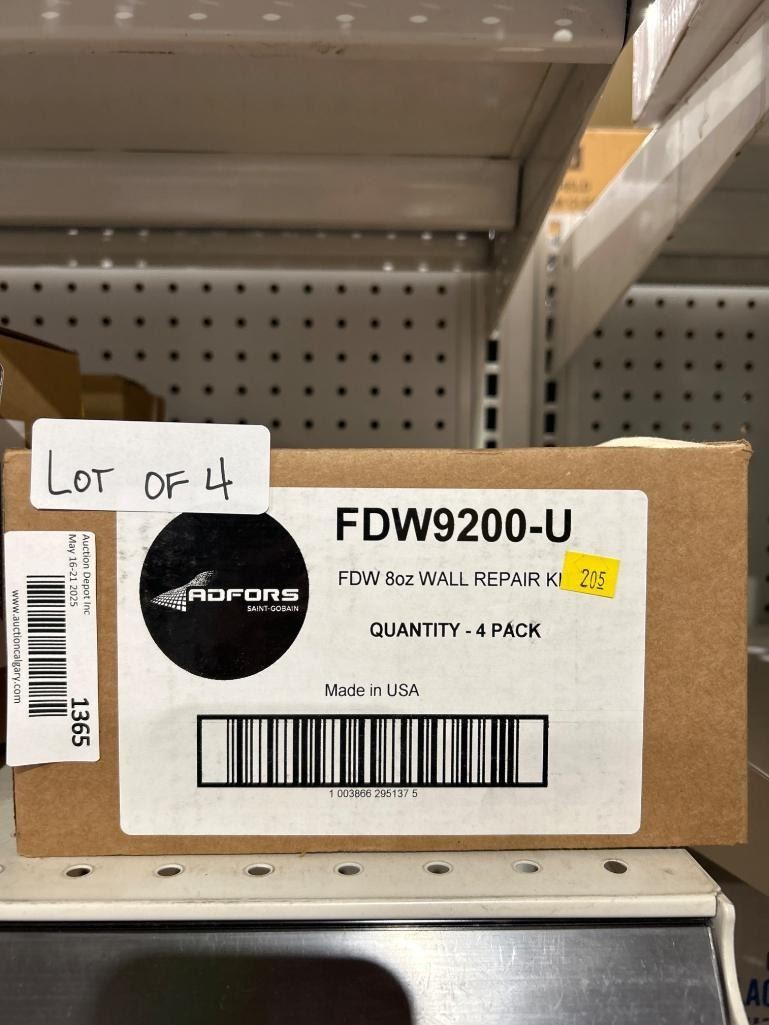 LOT OF 4
FDW9200-U
FDW 8oz WALL REPAIR
205
ADFORS
SAINT-GOBAIN
QUANTITY - 4 PACK
Made in USA
1 003866 295137 5
Auction Depot Inc
May 16-21 2025
1365
www.auctioncalgary.com